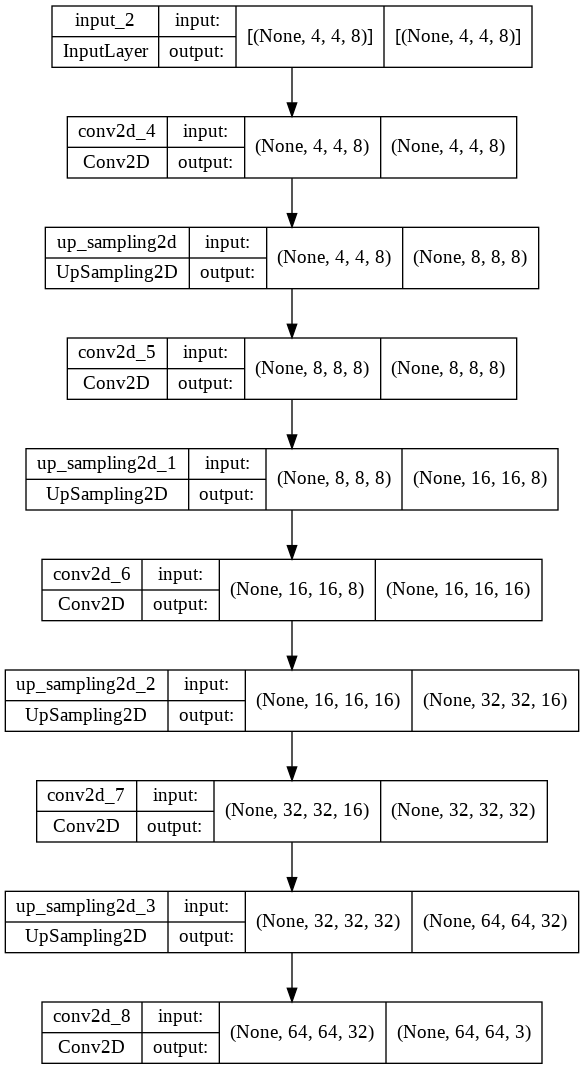 input_2 input: [(None, 4, 4, 8)] [(None, 4, 4, 8)]
InputLayer output:
conv2d_4 input: (None, 4, 4, 8) (None, 4, 4, 8)
Conv2D output:
up_sampling2d input: (None, 4, 4, 8) (None, 8, 8, 8)
UpSampling2D output:
conv2d_5 input: (None, 8, 8, 8) (None, 8, 8, 8)
Conv2D output:
up_sampling2d_1 input: (None, 8, 8, 8) (None, 16, 16, 8)
UpSampling2D output:
conv2d_6 input: (None, 16, 16, 8) (None, 16, 16, 16)
Conv2D output:
up_sampling2d_2 input: (None, 16, 16, 16) (None, 32, 32, 16)
UpSampling2D output:
conv2d_7 input: (None, 32, 32, 16) (None, 32, 32, 32)
Conv2D output:
up_sampling2d_3 input: (None, 32, 32, 32) (None, 64, 64, 32)
UpSampling2D output:
conv2d_8 input: (None, 64, 64, 32) (None, 64, 64, 3)
Conv2D output: